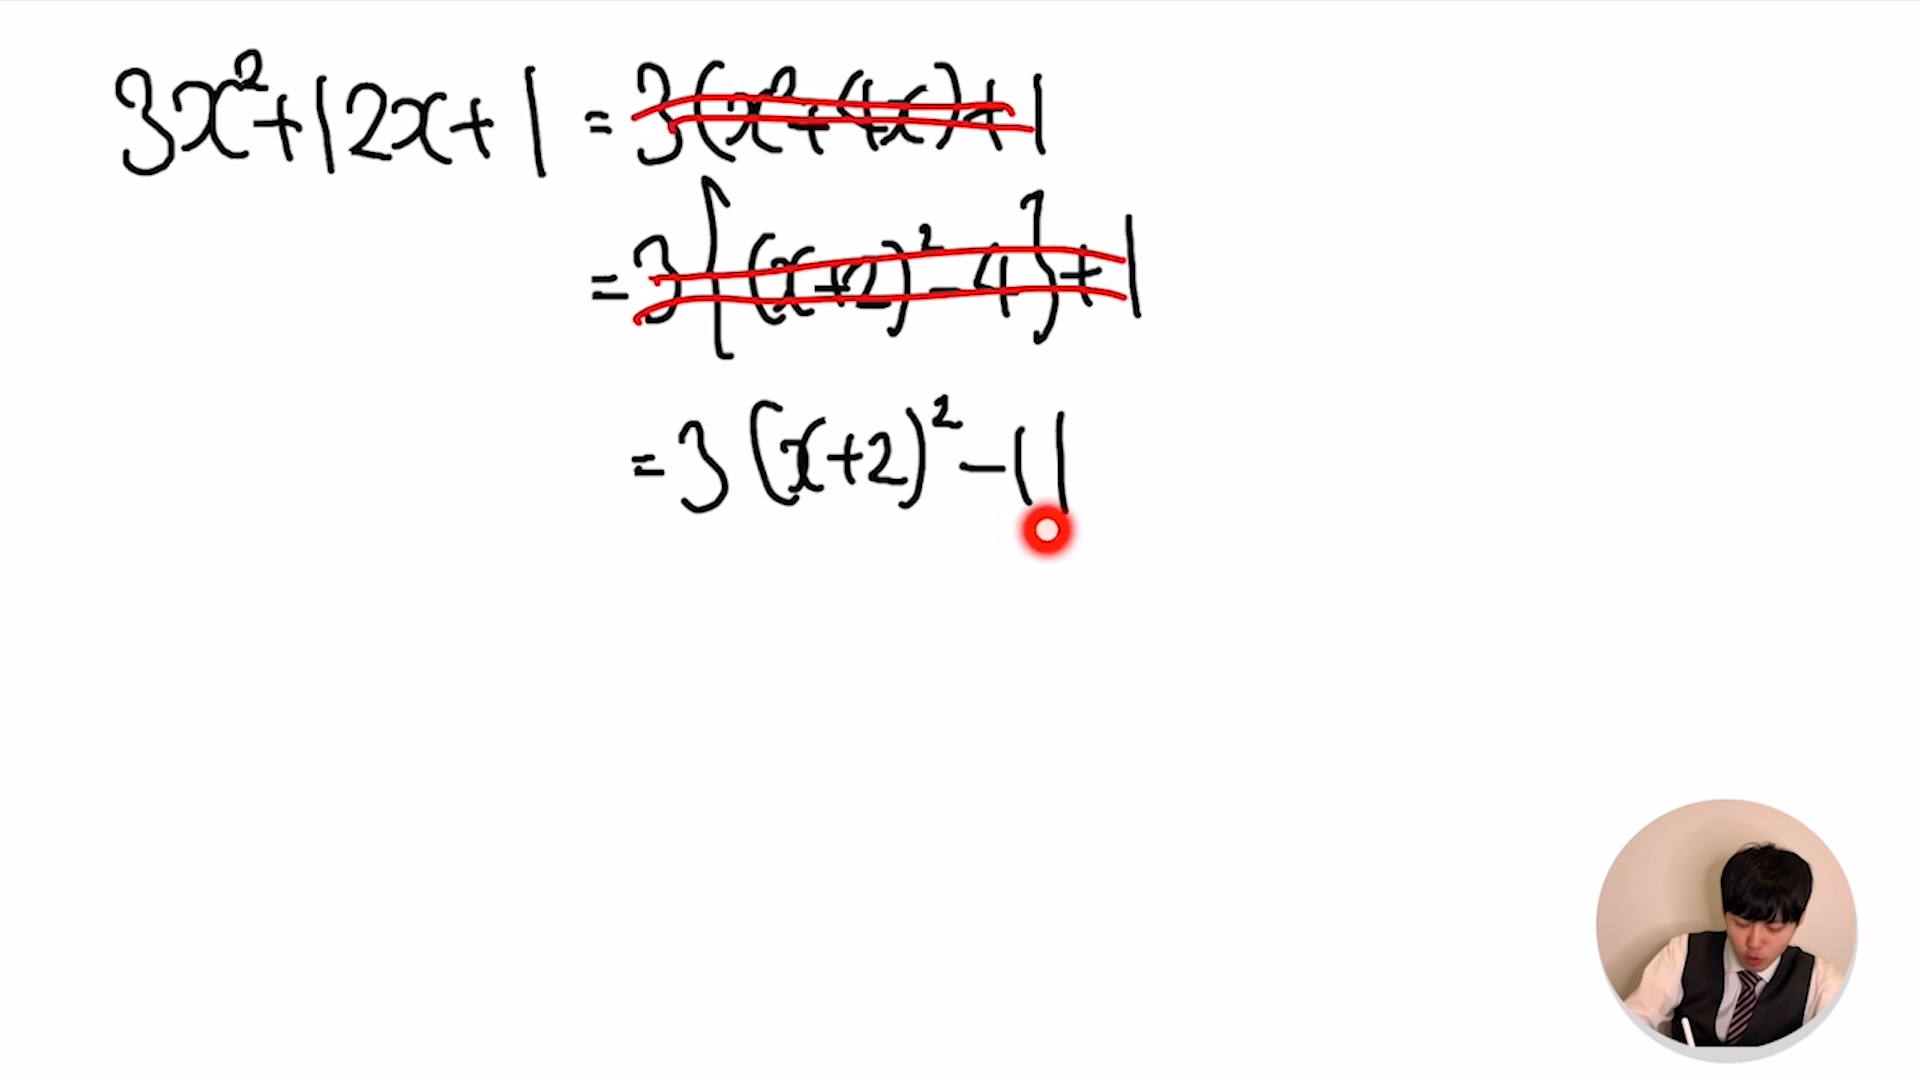 3x²+12x+1 = 3(x²+4x)+1
= 3{(x+2)²-4}+1
= 3(x+2)²-11